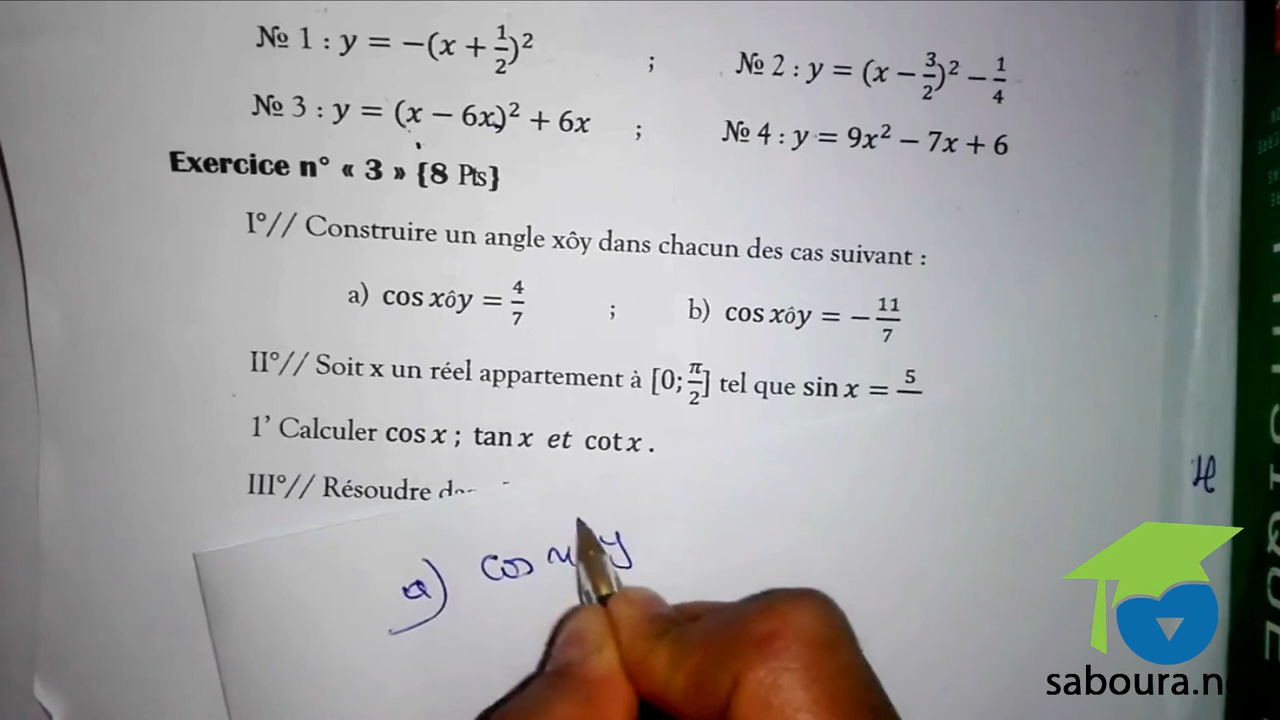 № 1 : y = −(x + 1/2)² ; № 2 : y = (x − 3/2)² − 1/4
№ 3 : y = (x − 6x)² + 6x ; № 4 : y = 9x² − 7x + 6
Exercice n° « 3 » {8 Pts}
I°// Construire un angle xôy dans chacun des cas suivant :
a) cos xôy = 4/7 ; b) cos xôy = − 11/7
II°// Soit x un réel appartement à [0; π/2] tel que sin x = 5
1’ Calculer cos x ; tan x et cot x .
III°// Résoudre
a) cos x y
saboura.n